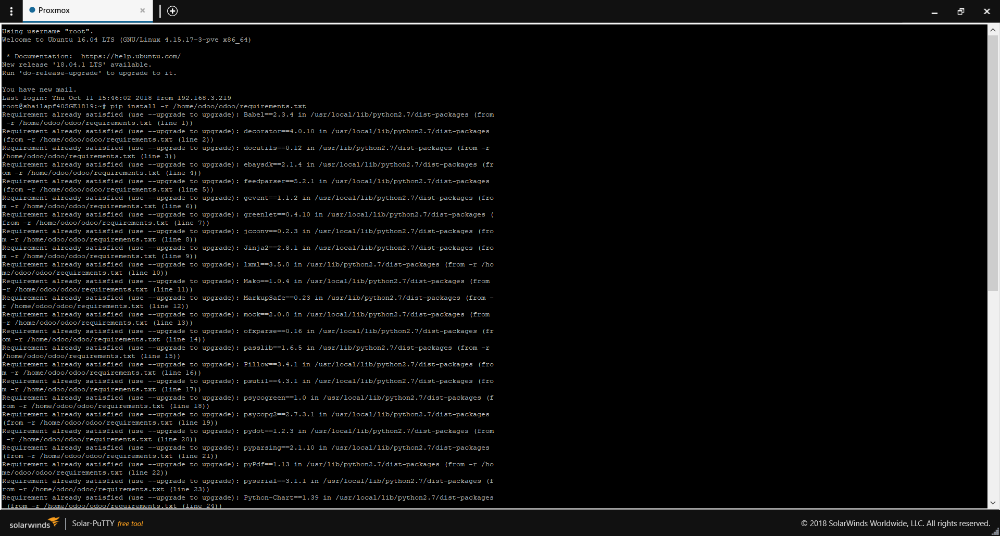 Proxmox
Using username "root".
Welcome to Ubuntu 16.04 LTS (GNU/Linux 4.15.17-3-pve x86_64)
* Documentation:  https://help.ubuntu.com/
New release '18.04.1 LTS' available.
Run 'do-release-upgrade' to upgrade to it.
You have new mail.
Last login: Thu Oct 11 15:46:02 2018 from 192.168.3.219
root@shailapf40SGE1819:~# pip install -r /home/odoo/odoo/requirements.txt
Requirement already satisfied (use --upgrade to upgrade): Babel==2.3.4 in /usr/local/lib/python2.7/dist-packages (from
-r /home/odoo/odoo/requirements.txt (line 1))
Requirement already satisfied (use --upgrade to upgrade): decorator==4.0.10 in /usr/local/lib/python2.7/dist-packages
(from -r /home/odoo/odoo/requirements.txt (line 2))
Requirement already satisfied (use --upgrade to upgrade): docutils==0.12 in /usr/lib/python2.7/dist-packages (from -r
/home/odoo/odoo/requirements.txt (line 3))
Requirement already satisfied (use --upgrade to upgrade): ebaysdk==2.1.4 in /usr/local/lib/python2.7/dist-packages (fr
om -r /home/odoo/odoo/requirements.txt (line 4))
Requirement already satisfied (use --upgrade to upgrade): feedparser==5.2.1 in /usr/local/lib/python2.7/dist-packages
(from -r /home/odoo/odoo/requirements.txt (line 5))
Requirement already satisfied (use --upgrade to upgrade): gevent==1.1.2 in /usr/local/lib/python2.7/dist-packages (fro
m -r /home/odoo/odoo/requirements.txt (line 6))
Requirement already satisfied (use --upgrade to upgrade): greenlet==0.4.10 in /usr/local/lib/python2.7/dist-packages (
from -r /home/odoo/odoo/requirements.txt (line 7))
Requirement already satisfied (use --upgrade to upgrade): jcconv==0.2.3 in /usr/local/lib/python2.7/dist-packages (fro
m -r /home/odoo/odoo/requirements.txt (line 8))
Requirement already satisfied (use --upgrade to upgrade): Jinja2==2.8.1 in /usr/local/lib/python2.7/dist-packages (fro
m -r /home/odoo/odoo/requirements.txt (line 9))
Requirement already satisfied (use --upgrade to upgrade): lxml==3.5.0 in /usr/lib/python2.7/dist-packages (from -r /ho
me/odoo/odoo/requirements.txt (line 10))
Requirement already satisfied (use --upgrade to upgrade): Mako==1.0.4 in /usr/local/lib/python2.7/dist-packages (from
-r /home/odoo/odoo/requirements.txt (line 11))
Requirement already satisfied (use --upgrade to upgrade): MarkupSafe==0.23 in /usr/lib/python2.7/dist-packages (from -
r /home/odoo/odoo/requirements.txt (line 12))
Requirement already satisfied (use --upgrade to upgrade): mock==2.0.0 in /usr/local/lib/python2.7/dist-packages (from
-r /home/odoo/odoo/requirements.txt (line 13))
Requirement already satisfied (use --upgrade to upgrade): ofxparse==0.16 in /usr/local/lib/python2.7/dist-packages (fr
om -r /home/odoo/odoo/requirements.txt (line 14))
Requirement already satisfied (use --upgrade to upgrade): passlib==1.6.5 in /usr/lib/python2.7/dist-packages (from -r
/home/odoo/odoo/requirements.txt (line 15))
Requirement already satisfied (use --upgrade to upgrade): Pillow==3.4.1 in /usr/local/lib/python2.7/dist-packages (fro
m -r /home/odoo/odoo/requirements.txt (line 16))
Requirement already satisfied (use --upgrade to upgrade): psutil==4.3.1 in /usr/local/lib/python2.7/dist-packages (fro
m -r /home/odoo/odoo/requirements.txt (line 17))
Requirement already satisfied (use --upgrade to upgrade): psycogreen==1.0 in /usr/local/lib/python2.7/dist-packages (f
rom -r /home/odoo/odoo/requirements.txt (line 18))
Requirement already satisfied (use --upgrade to upgrade): psycopg2==2.7.3.1 in /usr/local/lib/python2.7/dist-packages
(from -r /home/odoo/odoo/requirements.txt (line 19))
Requirement already satisfied (use --upgrade to upgrade): pydot==1.2.3 in /usr/local/lib/python2.7/dist-packages (from
-r /home/odoo/odoo/requirements.txt (line 20))
Requirement already satisfied (use --upgrade to upgrade): pyparsing==2.1.10 in /usr/local/lib/python2.7/dist-packages
(from -r /home/odoo/odoo/requirements.txt (line 21))
Requirement already satisfied (use --upgrade to upgrade): pyPdf==1.13 in /usr/lib/python2.7/dist-packages (from -r /ho
me/odoo/odoo/requirements.txt (line 22))
Requirement already satisfied (use --upgrade to upgrade): pyserial==3.1.1 in /usr/local/lib/python2.7/dist-packages (f
rom -r /home/odoo/odoo/requirements.txt (line 23))
Requirement already satisfied (use --upgrade to upgrade): Python-Chart==1.39 in /usr/local/lib/python2.7/dist-packages
(from -r /home/odoo/odoo/requirements.txt (line 24))
solarwinds Solar-PuTTY free tool © 2018 SolarWinds Worldwide, LLC. All rights reserved.